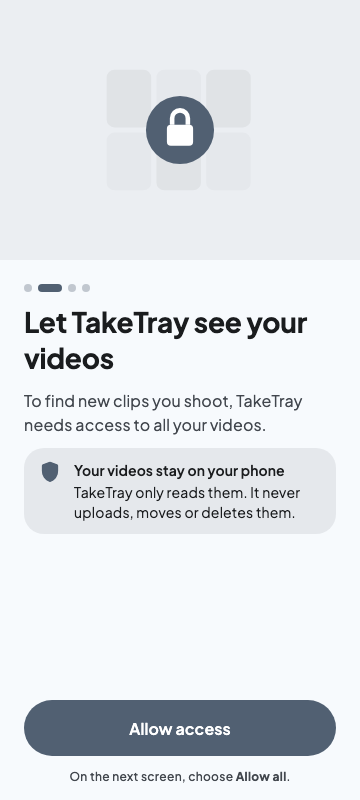 Let TakeTray see your
videos
To find new clips you shoot, TakeTray
needs access to all your videos.
Your videos stay on your phone
TakeTray only reads them. It never
uploads, moves or deletes them.
Allow access
On the next screen, choose Allow all.